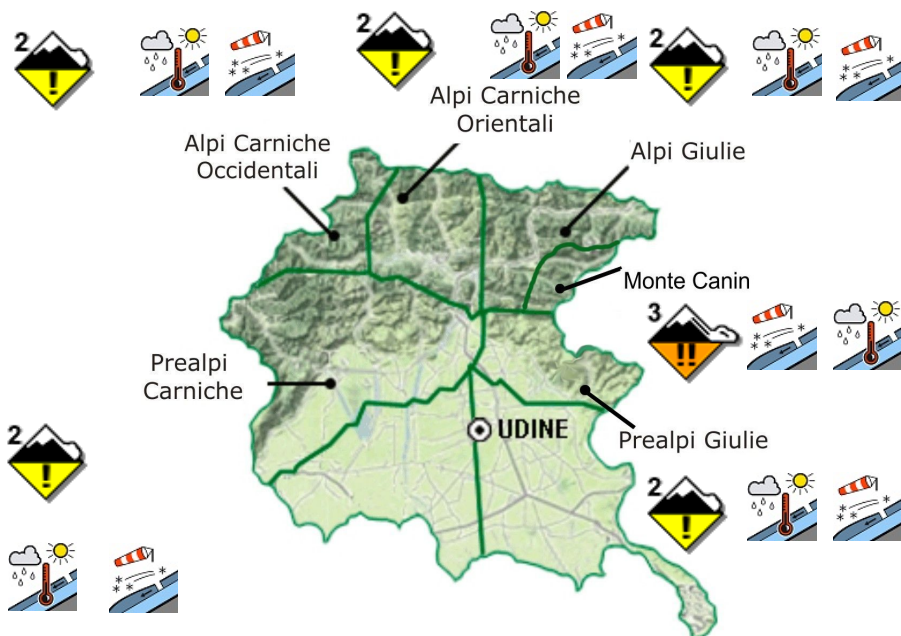 2
2
2
Alpi Carniche
Orientali
Alpi Carniche
Occidentali
Alpi Giulie
Monte Canin
3
Prealpi
Carniche
2
UDINE
Prealpi Giulie
2